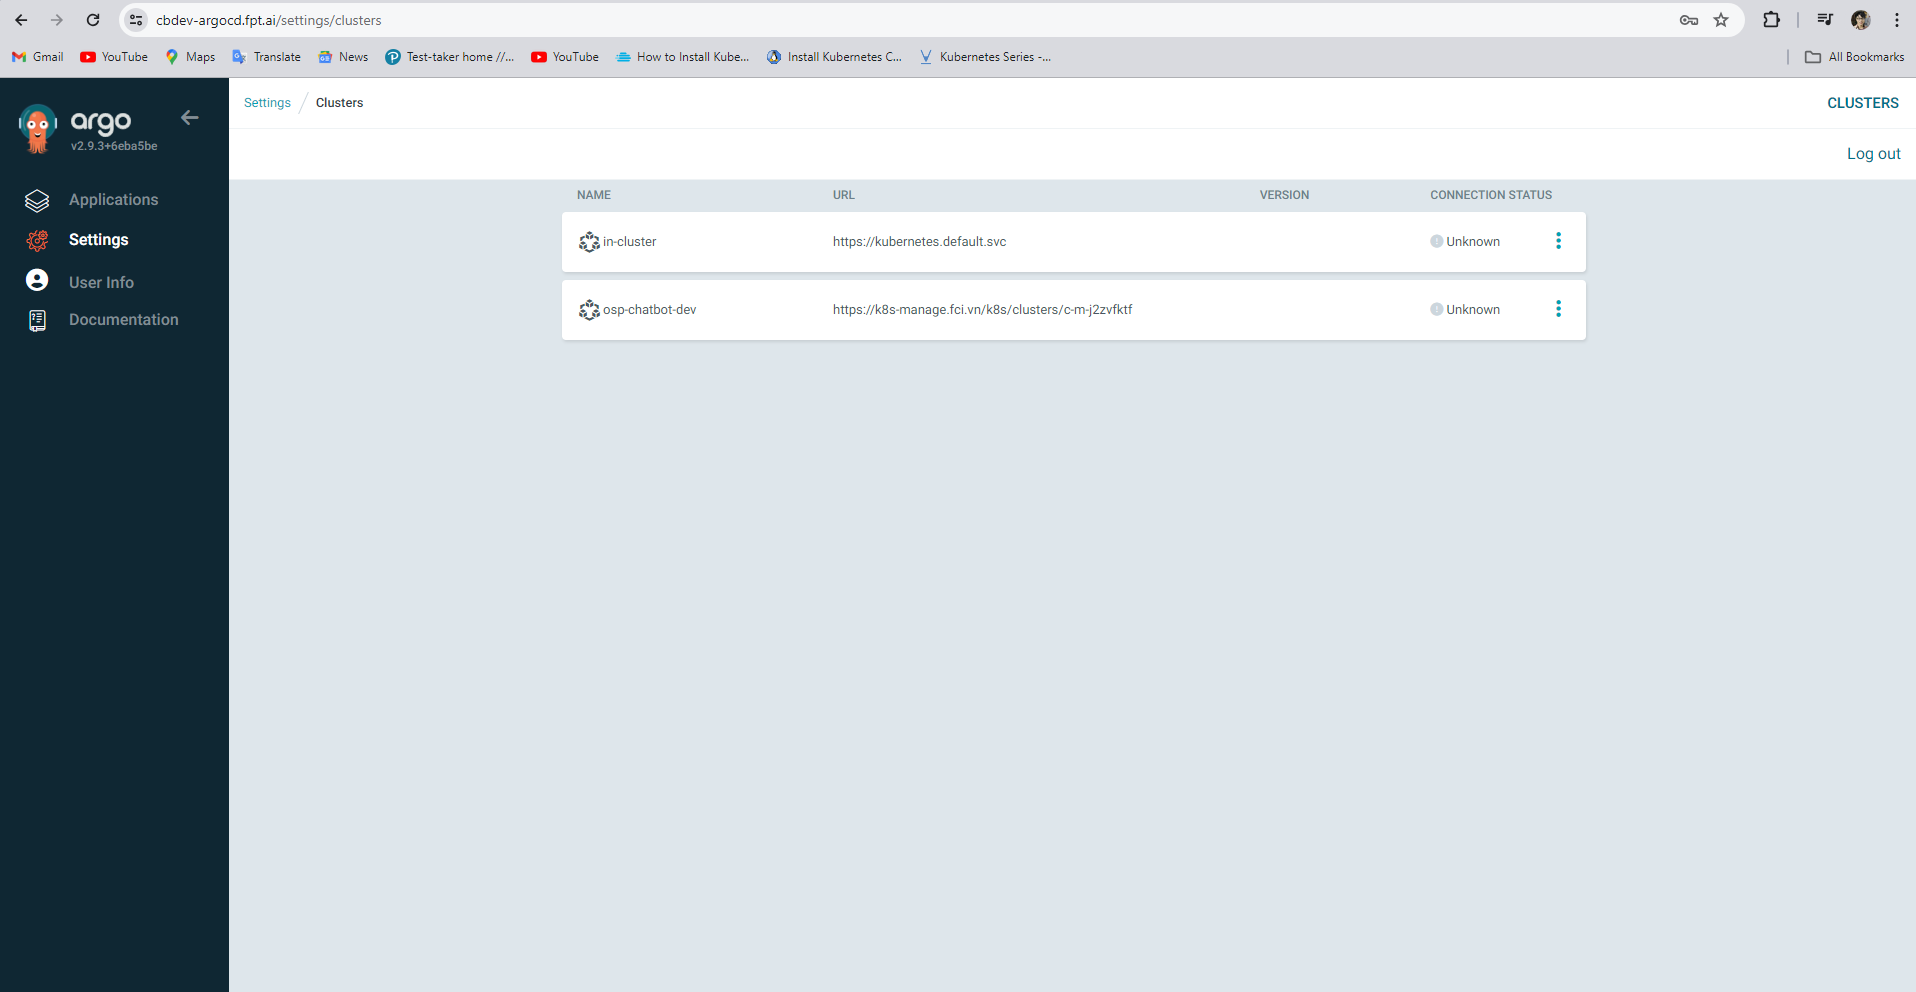 cbdev-argocd.fpt.ai/settings/clusters
Gmail YouTube Maps Translate News Test-taker home //... YouTube How to Install Kube... Install Kubernetes C... Kubernetes Series -... All Bookmarks
argo
v2.9.3+6eba5be
Applications
Settings
User Info
Documentation
Settings / Clusters CLUSTERS
Log out
NAME URL VERSION CONNECTION STATUS
in-cluster https://kubernetes.default.svc Unknown
osp-chatbot-dev https://k8s-manage.fci.vn/k8s/clusters/c-m-j2zvfktf Unknown